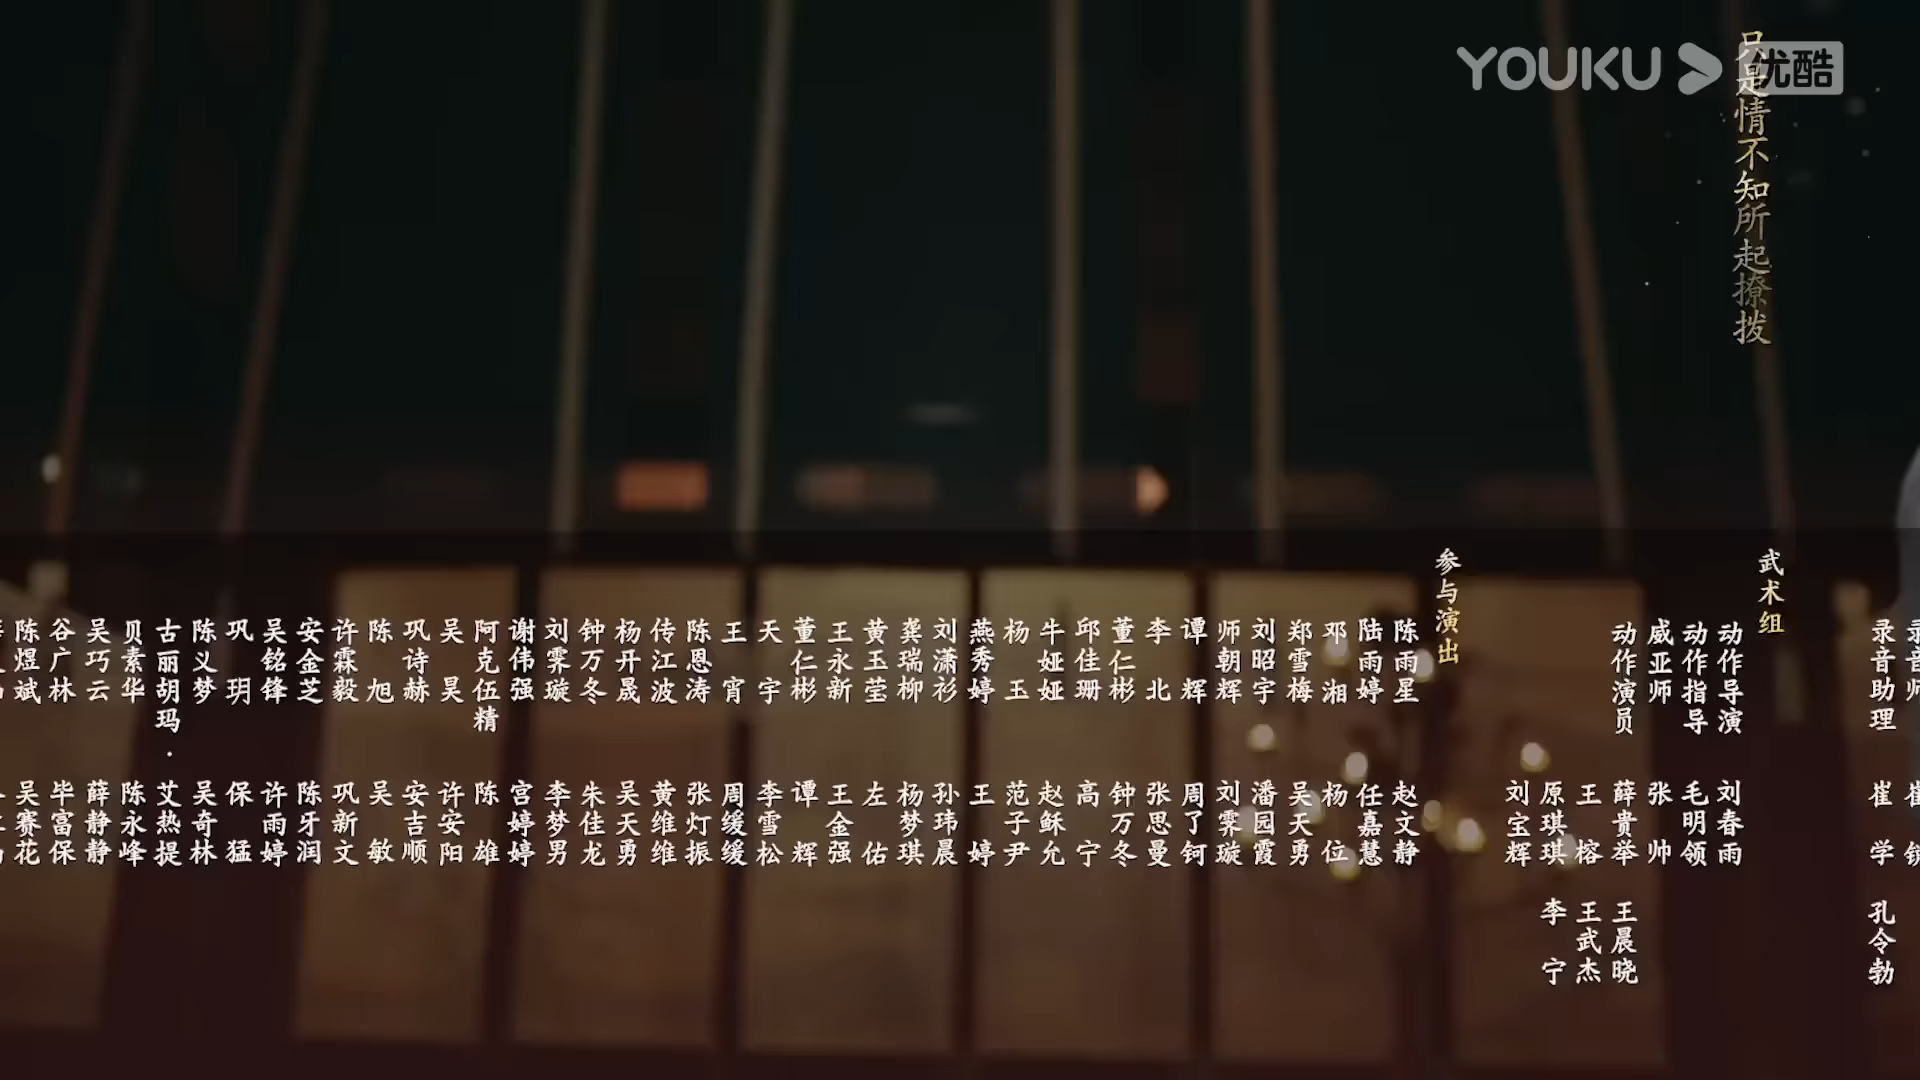 YOUKU 优酷
只是情不知所起撩拨
录音助理 崔学 孔令勃
武术组
动作导演 刘春雨
动作指导 毛明领
威亚师 张帅
动作演员 薛贵举 王晨晓
王榕 王武杰
原琪琪 李宁
刘宝辉
参与演出
陈雨星 赵文静
陆雨婷 任嘉慧
邓湘 杨位
郑雪梅 吴天勇
刘昭宇 潘园霞
师朝辉 刘霁璇
谭辉 周了钶
李北 张思曼
董仁彬 钟万冬
邱佳珊 高宁
牛娅娅 赵稣允
杨玉 范子尹
燕秀婷 王婷
刘潇衫 孙玮晨
龚瑞柳 杨梦琪
黄玉莹 左佑
王永新 王金强
董仁彬 谭辉
天宇 李雪松
王宵 周缓缓
陈恩涛 张灯振
传江波 黄维维
杨开晟 吴天勇
钟万冬 朱佳龙
刘霁璇 李梦男
谢伟强 宫婷婷
阿克伍精 陈雄
吴昊 许安阳
巩诗赫 安吉顺
陈旭 吴敏
许霖毅 巩新文
安金芝 陈牙润
吴铭锋 许雨婷
巩玥 保猛
陈义梦 吴奇林
古丽胡玛·艾热提
贝素华 陈永峰
吴巧云 薛静静
谷广林 毕富保
陈煜斌 吴赛花